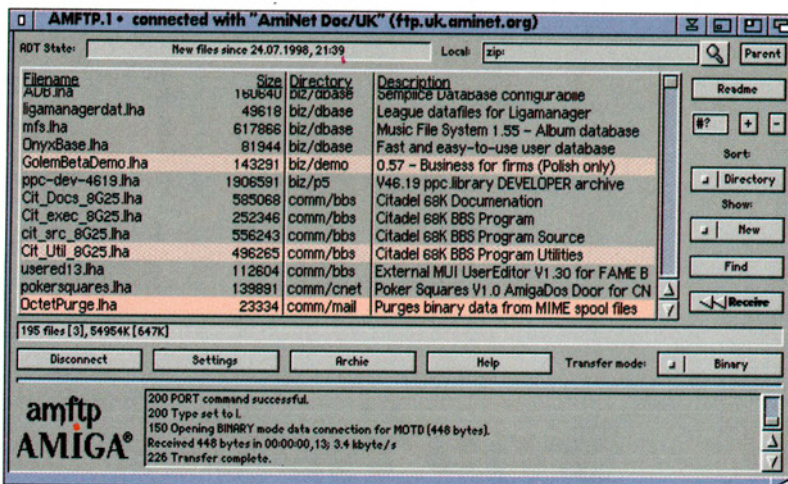 AMFTP.1 • connected with "AmiNet Doc/UK" (ftp.uk.aminet.org)
ADT State: New files since 24.07.1998, 21:39 Local: zip: Parent
Filename Size Directory Description
ADB.lha 160640 biz/dbase Semplice Database configurable
ligamanagerdat.lha 49618 biz/dbase League datafiles for Ligamanager
mfs.lha 617866 biz/dbase Music File System 1.55 - Album database
OnyxBase.lha 81944 biz/dbase Fast and easy-to-use user database
GolemBetaDemo.lha 143291 biz/demo 0.57 - Business for firms (Polish only)
ppc-dev-4619.lha 1906591 biz/p5 V46.19 ppc.library DEVELOPER archive
Cit_Docs_8G25.lha 585068 comm/bbs Citadel 68K Documenation
Cit_exec_8G25.lha 252346 comm/bbs Citadel 68K BBS Program
cit_src_8G25.lha 556243 comm/bbs Citadel 68K BBS Program Source
Cit_Util_8G25.lha 496265 comm/bbs Citadel 68K BBS Program Utilities
usered13.lha 112604 comm/bbs External MUI UserEditor V1.30 for FAME B
pokersquares.lha 139891 comm/cnet Poker Squares V1.0 AmigaDos Door for CN
OctetPurge.lha 23334 comm/mail Purges binary data from MIME spool files
Readme
#? + -
Sort:
Directory
Show:
New
Find
Receive
195 files [3], 54954K [647K]
Disconnect Settings Archie Help Transfer mode: Binary
amftp
AMIGA®
200 PORT command successful.
200 Type set to I.
150 Opening BINARY mode data connection for MOTD (448 bytes).
Received 448 bytes in 00:00:00,13; 3.4 kbyte/s
226 Transfer complete.